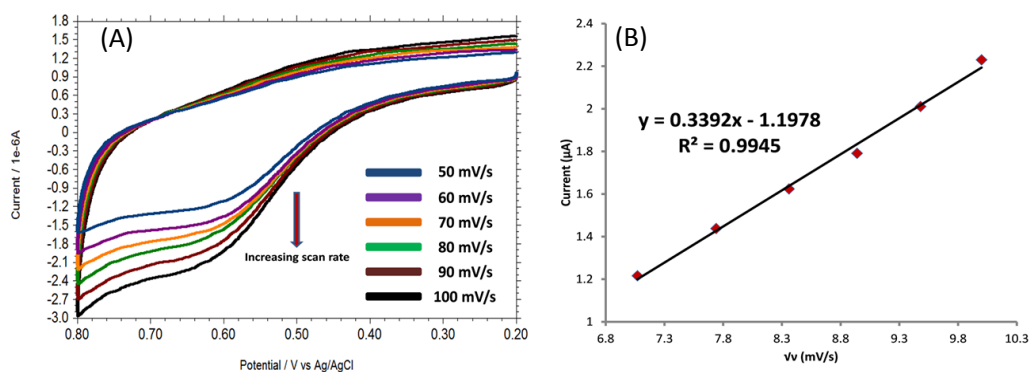 (A)
Current / 1e-6A
1.8
1.5
1.2
0.9
0.6
0.3
0
-0.3
-0.6
-0.9
-1.2
-1.5
-1.8
-2.1
-2.4
-2.7
-3.0
0.80 0.70 0.60 0.50 0.40 0.30 0.20
Potential / V vs Ag/AgCl
50 mV/s
60 mV/s
70 mV/s
80 mV/s
90 mV/s
100 mV/s
Increasing scan rate
(B)
Current (µA)
2.4
2.2
2
1.8
1.6
1.4
1.2
1
y = 0.3392x - 1.1978
R² = 0.9945
6.8 7.3 7.8 8.3 8.8 9.3 9.8 10.3
√ν (mV/s)